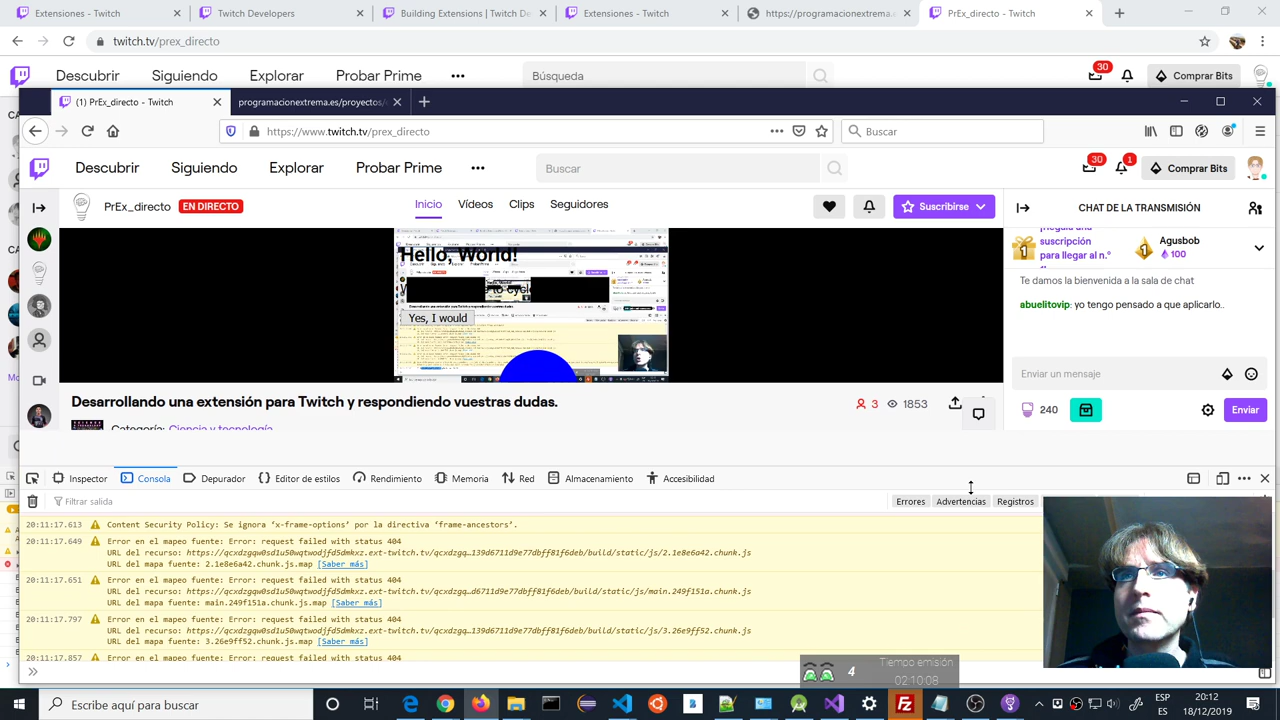 Extensiones - Twitch
Twitch Developers
Building Extensions | Twitch De
Extensiones - Twitch
https://programacionextrema.e
PrEx_directo - Twitch
twitch.tv/prex_directo
Descubrir
Siguiendo
Explorar
Probar Prime
Búsqueda
30
Comprar Bits
(1) PrEx_directo - Twitch
programacionextrema.es/proyectos/
https://www.twitch.tv/prex_directo
Buscar
Descubrir
Siguiendo
Explorar
Probar Prime
Buscar
30
1
Comprar Bits
PrEx_directo
EN DIRECTO
Inicio
Vídeos
Clips
Seguidores
Suscribirse
CHAT DE LA TRANSMISIÓN
¡Regala una
suscripción
para llegar al n.º
1
Agusbob
100
Te damos la bienvenida a la sala de chat
abuelitovip: yo tengo pensado a que aplicarlo..
Hello, World!
Yes, I would
Enviar un mensaje
Desarrollando una extensión para Twitch y respondiendo vuestras dudas.
3
1853
240
Enviar
Categoría: Ciencia y tecnología
Inspector
Consola
Depurador
Editor de estilos
Rendimiento
Memoria
Red
Almacenamiento
Accesibilidad
Filtrar salida
Errores
Advertencias
Registros
20:11:17.613 Content Security Policy: Se ignora ‘x-frame-options’ por la directiva ‘frame-ancestors’.
20:11:17.649 Error en el mapeo fuente: Error: request failed with status 404
URL del recurso: https://qcxdzgqw0sd1u50wqtwodjfd5dmkxz.ext-twitch.tv/qcxdzgq…139d6711d9e77dbff81f6deb/build/static/js/2.1e8e6a42.chunk.js
URL del mapa fuente: 2.1e8e6a42.chunk.js.map [Saber más]
20:11:17.651 Error en el mapeo fuente: Error: request failed with status 404
URL del recurso: https://qcxdzgqw0sd1u50wqtwodjfd5dmkxz.ext-twitch.tv/qcxdzgq…d6711d9e77dbff81f6deb/build/static/js/main.249f151a.chunk.js
URL del mapa fuente: main.249f151a.chunk.js.map [Saber más]
20:11:17.797 Error en el mapeo fuente: Error: request failed with status 404
URL del recurso: https://qcxdzgqw0sd1u50wqtwodjfd5dmkxz.ext-twitch.tv/qcxdzgq…139d6711d9e77dbff81f6deb/build/static/js/3.26e9ff52.chunk.js
URL del mapa fuente: 3.26e9ff52.chunk.js.map [Saber más]
20:11:17.857 Error en el mapeo fuente: Error: request failed with status 404
4
Tiempo emisión
02:10:08
Escribe aquí para buscar
ESP
ES
20:12
18/12/2019